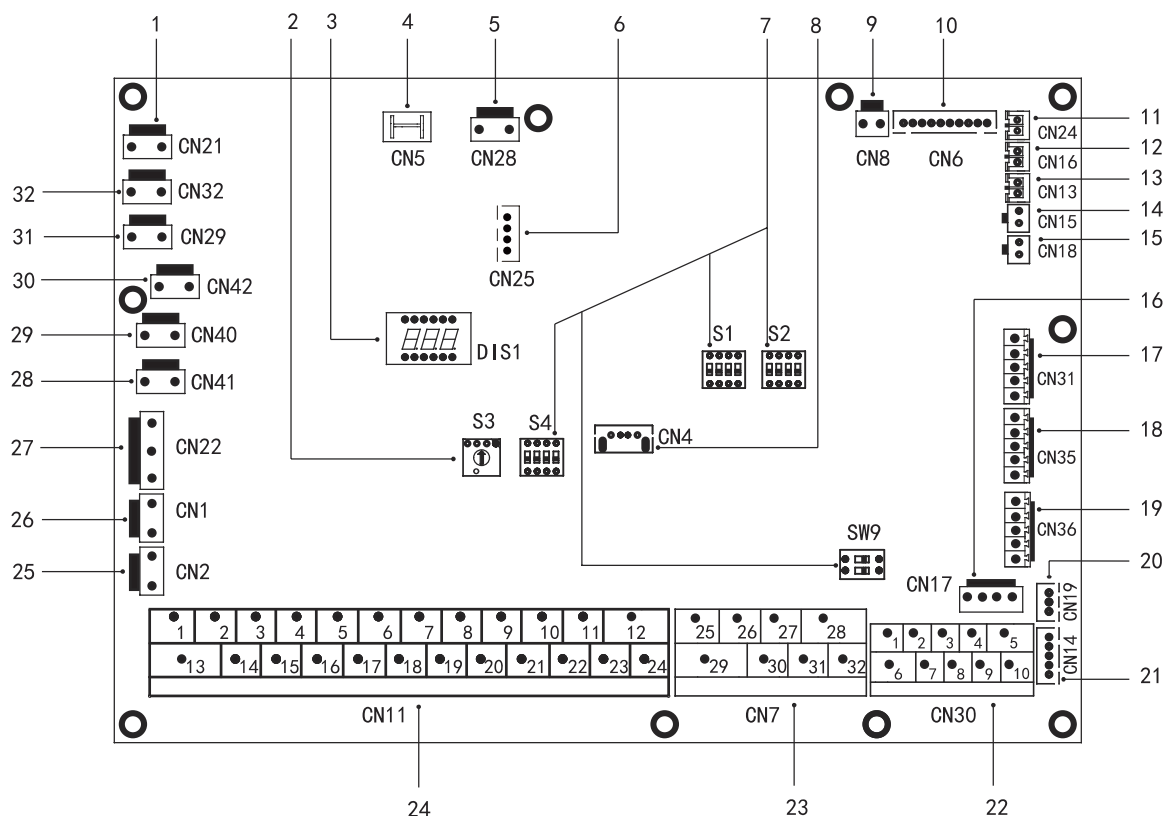 1 2 3 4 5 6 7 8 9 10
CN21 CN5 CN28 CN8 CN6 CN24 11
CN16 12
32 CN32 CN13 13
31 CN29 CN25 CN15 14
CN18 15
30 CN42
16
29 CN40 DIS1 S1 S2
28 CN41 CN31 17
27 CN22 S3 S4 CN4 CN35 18
26 CN1 CN36 19
SW9
25 CN2 CN17 CN19 20
1 2 3 4 5 6 7 8 9 10 11 12 25 26 27 28 1 2 3 4 5
13 14 15 16 17 18 19 20 21 22 23 24 29 30 31 32 6 7 8 9 10 CN14 21
CN11 CN7 CN30
24 23 22